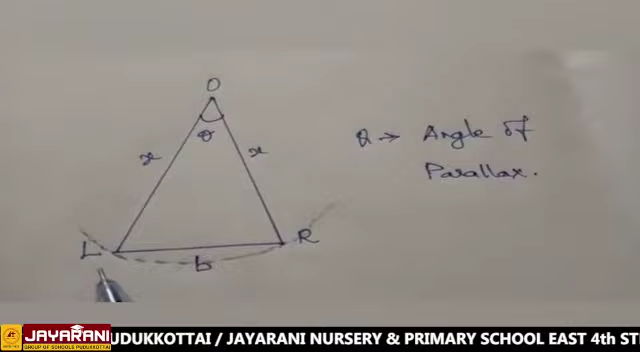 O
θ
x
x
θ → Angle of
Parallax.
L
R
b
JAYARANI
GROUP OF SCHOOLS PUDUKKOTTAI
UDUKKOTTAI / JAYARANI NURSERY & PRIMARY SCHOOL EAST 4th ST